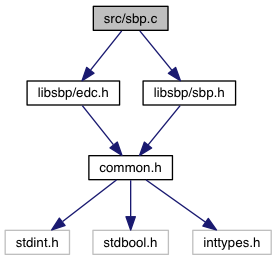 src/sbp.c
libsbp/edc.h
libsbp/sbp.h
common.h
stdint.h
stdbool.h
inttypes.h